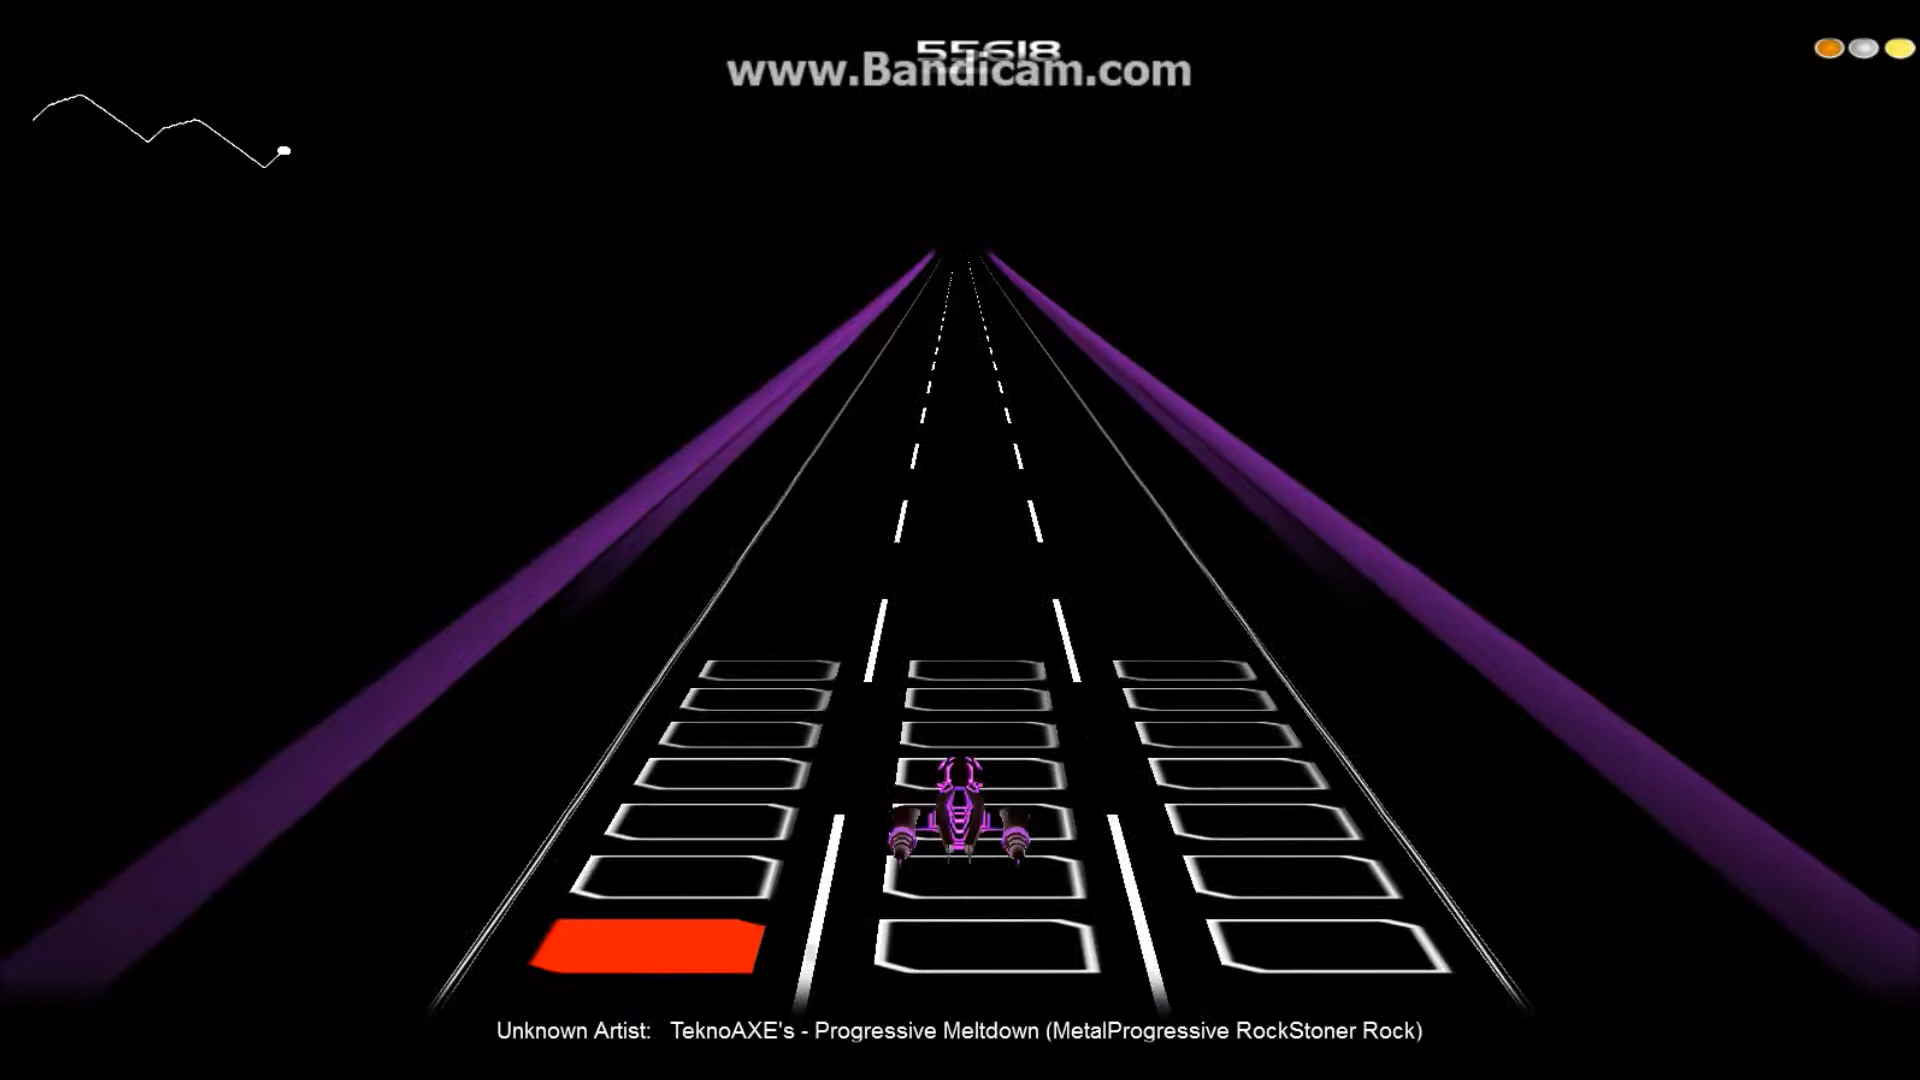 55618
www.Bandicam.com
Unknown Artist: TeknoAXE's - Progressive Meltdown (MetalProgressive RockStoner Rock)